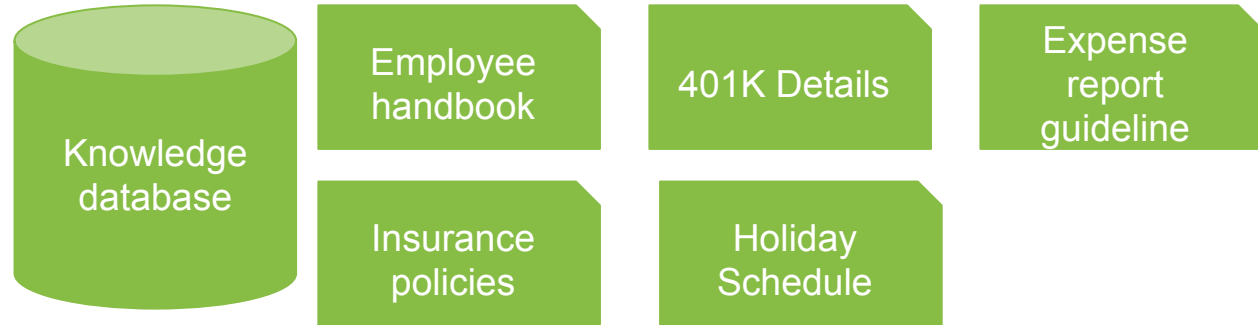 Knowledge
database
Employee
handbook
401K Details
Expense
report
guideline
Insurance
policies
Holiday
Schedule